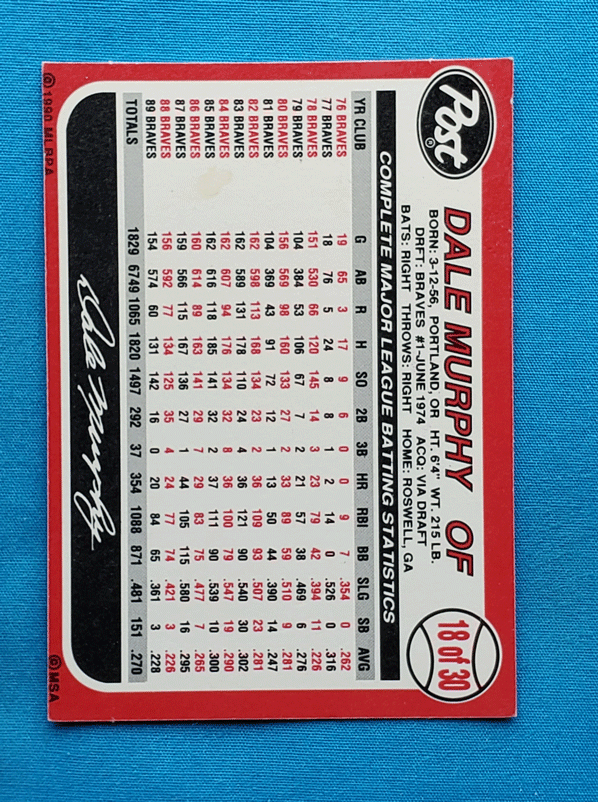 Post®
DALE MURPHY OF
18 of 30
BORN: 3-12-56, PORTLAND, OR HT. 6'4" WT. 215 LB.
DRFT: BRAVES #1-JUNE 1974 ACQ: VIA DRAFT
BATS: RIGHT THROWS: RIGHT HOME: ROSWELL, GA
COMPLETE MAJOR LEAGUE BATTING STATISTICS
YR CLUB G AB R H SO 2B 3B HR RBI BB SLG SB AVG
76 BRAVES 19 65 3 17 9 6 0 0 9 7 .354 0 .262
77 BRAVES 18 76 5 24 8 8 1 2 14 0 .526 0 .316
78 BRAVES 151 530 66 120 145 14 3 23 79 42 .394 11 .226
79 BRAVES 104 384 53 106 67 7 2 21 57 38 .469 6 .276
80 BRAVES 156 569 98 160 133 27 2 33 89 59 .510 9 .281
81 BRAVES 104 369 43 91 72 12 1 13 50 44 .390 14 .247
82 BRAVES 162 598 113 168 134 23 2 36 109 93 .507 23 .281
83 BRAVES 162 589 131 178 110 24 4 36 121 90 .540 30 .302
84 BRAVES 162 607 94 176 134 32 8 36 100 79 .547 19 .290
85 BRAVES 162 616 118 185 141 32 2 37 111 90 .539 10 .300
86 BRAVES 160 614 89 163 141 29 7 29 83 75 .477 7 .265
87 BRAVES 159 566 115 167 136 27 1 44 105 115 .580 16 .295
88 BRAVES 156 592 77 134 125 35 4 24 77 74 .421 3 .226
89 BRAVES 154 574 60 131 142 16 0 20 84 65 .361 3 .228
TOTALS 1829 6749 1065 1820 1497 292 37 354 1088 871 .481 151 .270
Dale Murphy
©1990 MLBPA ©MSA